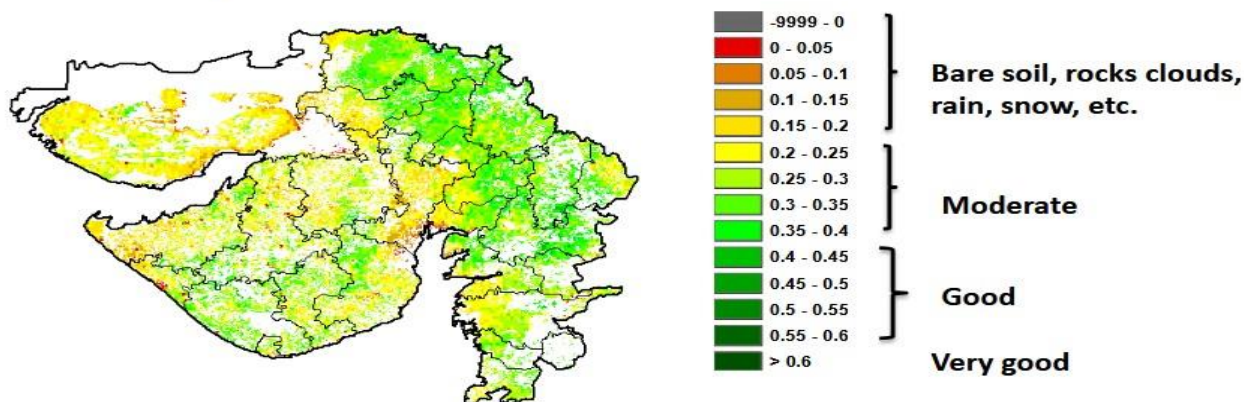 -9999 - 0
0 - 0.05
0.05 - 0.1
0.1 - 0.15
0.15 - 0.2
0.2 - 0.25
0.25 - 0.3
0.3 - 0.35
0.35 - 0.4
0.4 - 0.45
0.45 - 0.5
0.5 - 0.55
0.55 - 0.6
> 0.6
Bare soil, rocks clouds,
rain, snow, etc.
Moderate
Good
Very good